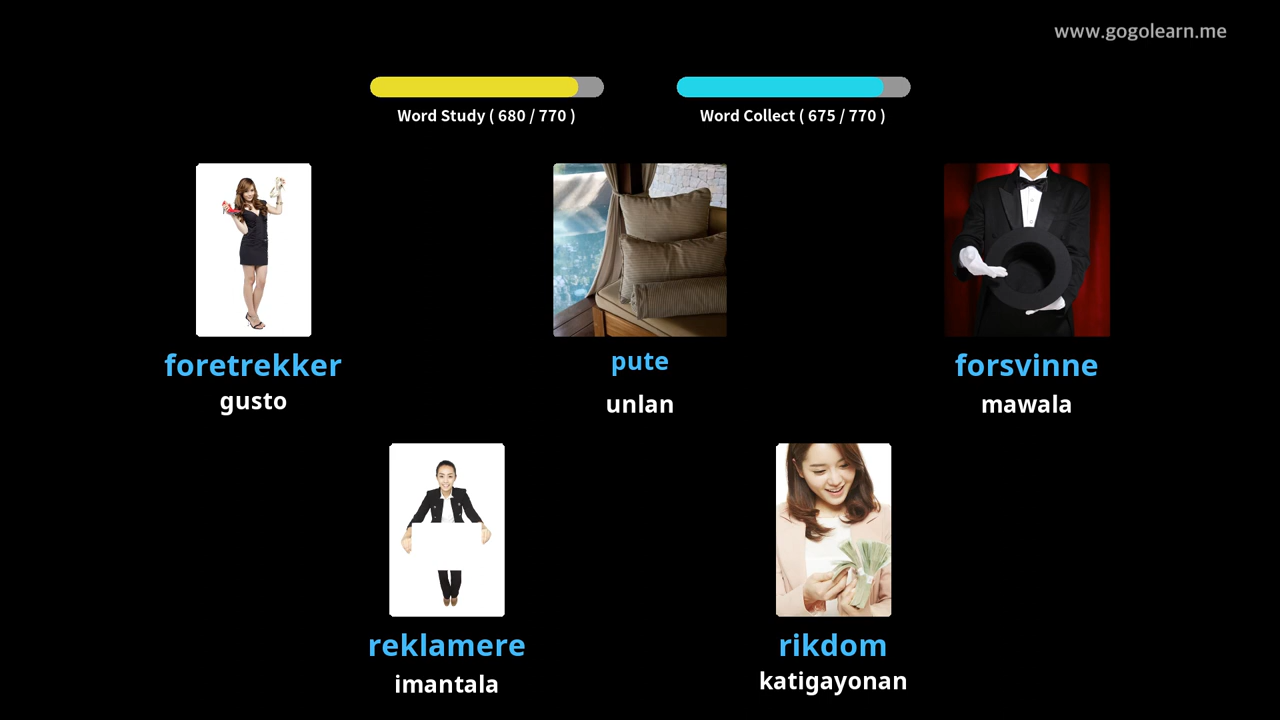 www.gogolearn.me
Word Study ( 680 / 770 )
Word Collect ( 675 / 770 )
foretrekker
gusto
pute
unlan
forsvinne
mawala
reklamere
imantala
rikdom
katigayonan